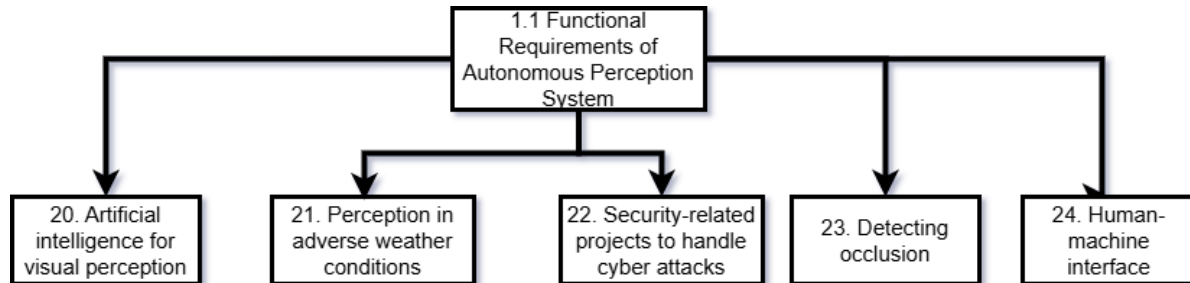 1.1 Functional
Requirements of
Autonomous Perception
System
20. Artificial
intelligence for
visual perception
21. Perception in
adverse weather
conditions
22. Security-related
projects to handle
cyber attacks
23. Detecting
occlusion
24. Human-
machine
interface